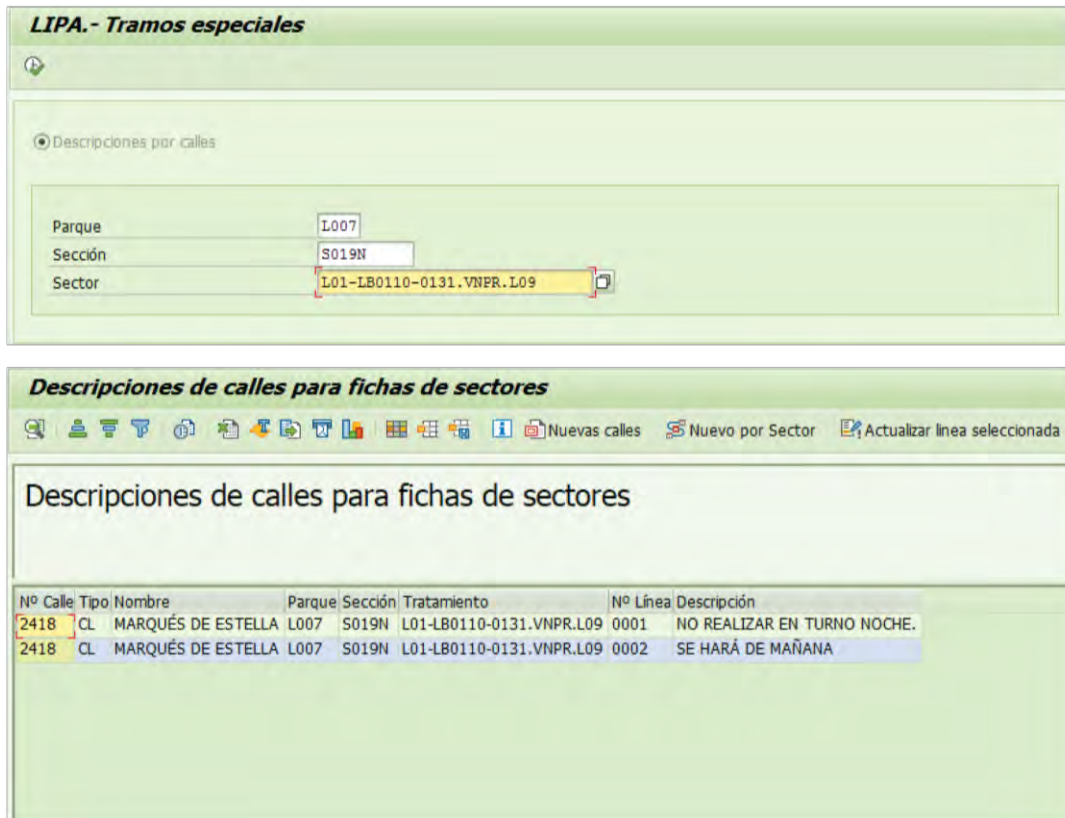 LIPA.- Tramos especiales
Descripciones por calles
Parque L007
Sección S019N
Sector L01-LB0110-0131.VNPR.L09
Descripciones de calles para fichas de sectores
Nuevas calles Nuevo por Sector Actualizar linea seleccionada
Descripciones de calles para fichas de sectores
Nº Calle Tipo Nombre Parque Sección Tratamiento Nº Línea Descripción
2418 CL MARQUÉS DE ESTELLA L007 S019N L01-LB0110-0131.VNPR.L09 0001 NO REALIZAR EN TURNO NOCHE.
2418 CL MARQUÉS DE ESTELLA L007 S019N L01-LB0110-0131.VNPR.L09 0002 SE HARÁ DE MAÑANA